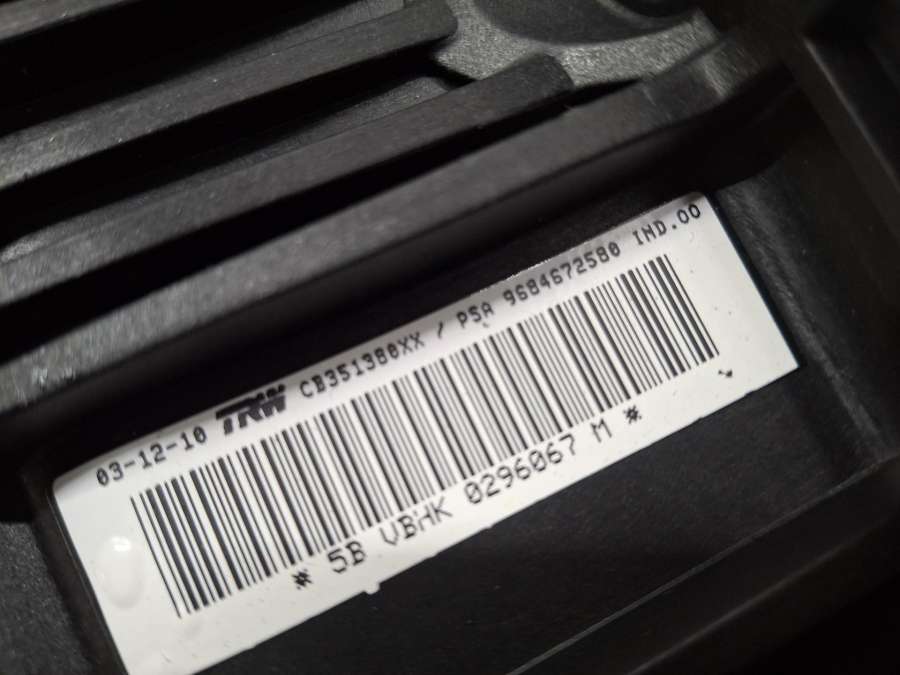 03-12-10 TRW CB351380XX / PSA 9684672580 IND.00
* 5B VBHK 0296067 M *